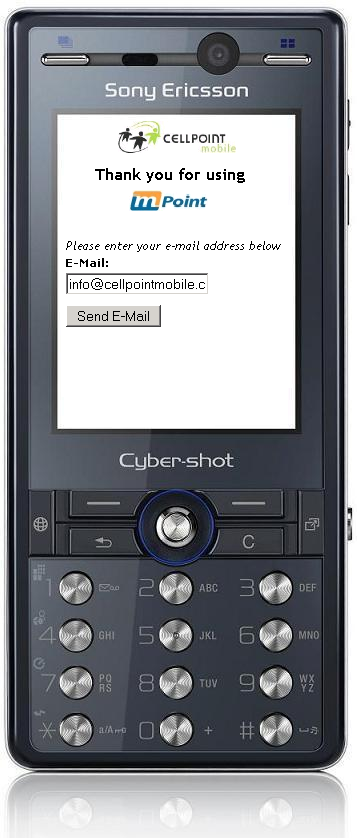 Sony Ericsson
CELLPOINT
mobile
Thank you for using
mPoint
Please enter your e-mail address below
E-Mail:
info@cellpointmobile.c
Send E-Mail
Cyber-shot
C
1
2 ABC
3 DEF
4 GHI
5 JKL
6 MNO
7 PQ RS
8 TUV
9 WX YZ
* a/A
0 +
#